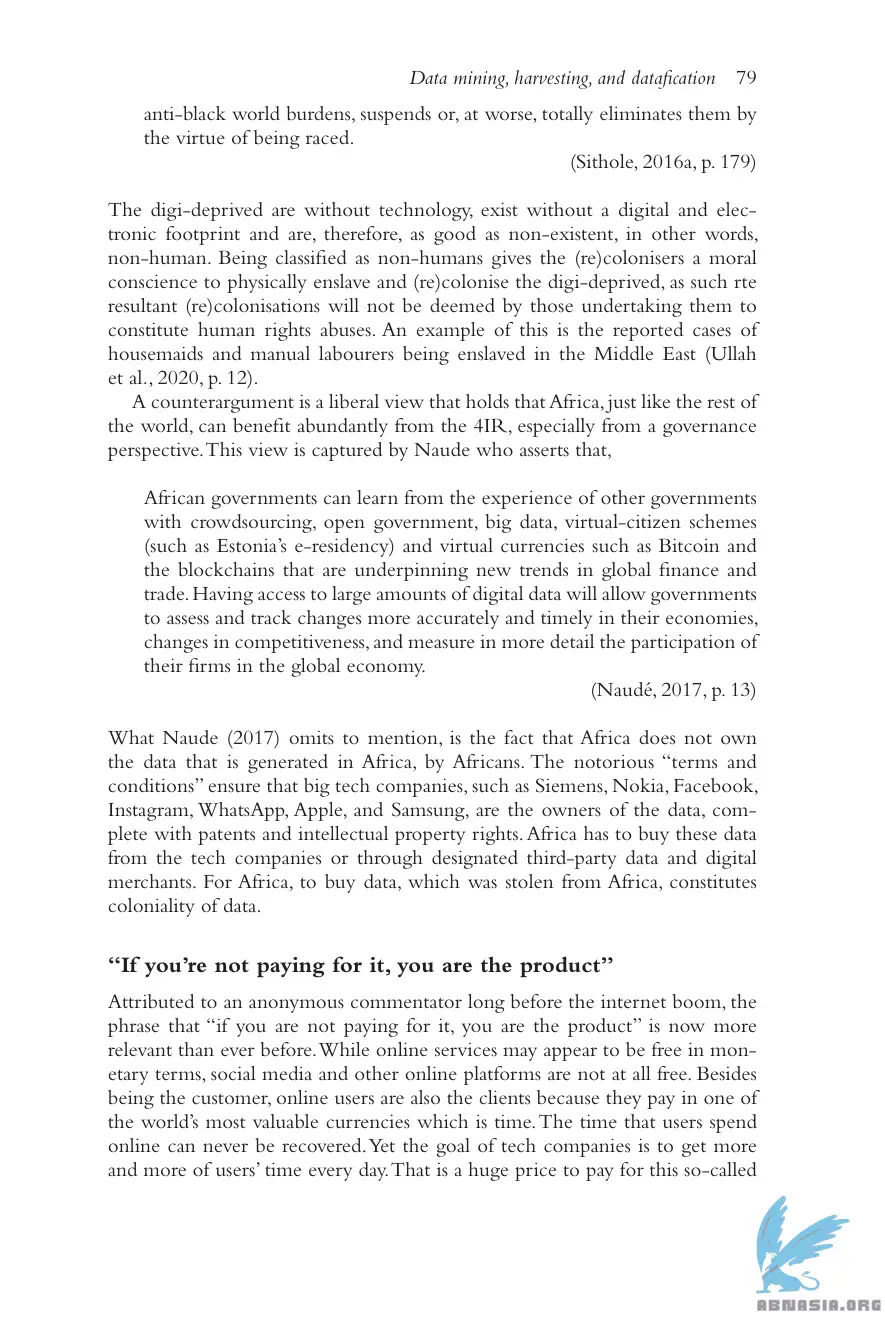 Data mining, harvesting, and datafication 79
anti-black world burdens, suspends or, at worse, totally eliminates them by
the virtue of being raced.
(Sithole, 2016a, p. 179)
The digi-deprived are without technology, exist without a digital and elec-
tronic footprint and are, therefore, as good as non-existent, in other words,
non-human. Being classified as non-humans gives the (re)colonisers a moral
conscience to physically enslave and (re)colonise the digi-deprived, as such rte
resultant (re)colonisations will not be deemed by those undertaking them to
constitute human rights abuses. An example of this is the reported cases of
housemaids and manual labourers being enslaved in the Middle East (Ullah
et al., 2020, p. 12).
A counterargument is a liberal view that holds that Africa, just like the rest of
the world, can benefit abundantly from the 4IR, especially from a governance
perspective. This view is captured by Naude who asserts that,
African governments can learn from the experience of other governments
with crowdsourcing, open government, big data, virtual-citizen schemes
(such as Estonia's e-residency) and virtual currencies such as Bitcoin and
the blockchains that are underpinning new trends in global finance and
trade. Having access to large amounts of digital data will allow governments
to assess and track changes more accurately and timely in their economies,
changes in competitiveness, and measure in more detail the participation of
their firms in the global economy.
(Naudé, 2017, p. 13)
What Naude (2017) omits to mention, is the fact that Africa does not own
the data that is generated in Africa, by Africans. The notorious “terms and
conditions” ensure that big tech companies, such as Siemens, Nokia, Facebook,
Instagram, WhatsApp, Apple, and Samsung, are the owners of the data, com-
plete with patents and intellectual property rights. Africa has to buy these data
from the tech companies or through designated third-party data and digital
merchants. For Africa, to buy data, which was stolen from Africa, constitutes
coloniality of data.
“If you’re not paying for it, you are the product”
Attributed to an anonymous commentator long before the internet boom, the
phrase that “if you are not paying for it, you are the product” is now more
relevant than ever before. While online services may appear to be free in mon-
etary terms, social media and other online platforms are not at all free. Besides
being the customer, online users are also the clients because they pay in one of
the world’s most valuable currencies which is time. The time that users spend
online can never be recovered. Yet the goal of tech companies is to get more
and more of users’ time every day. That is a huge price to pay for this so-called
ABNASIA.ORG